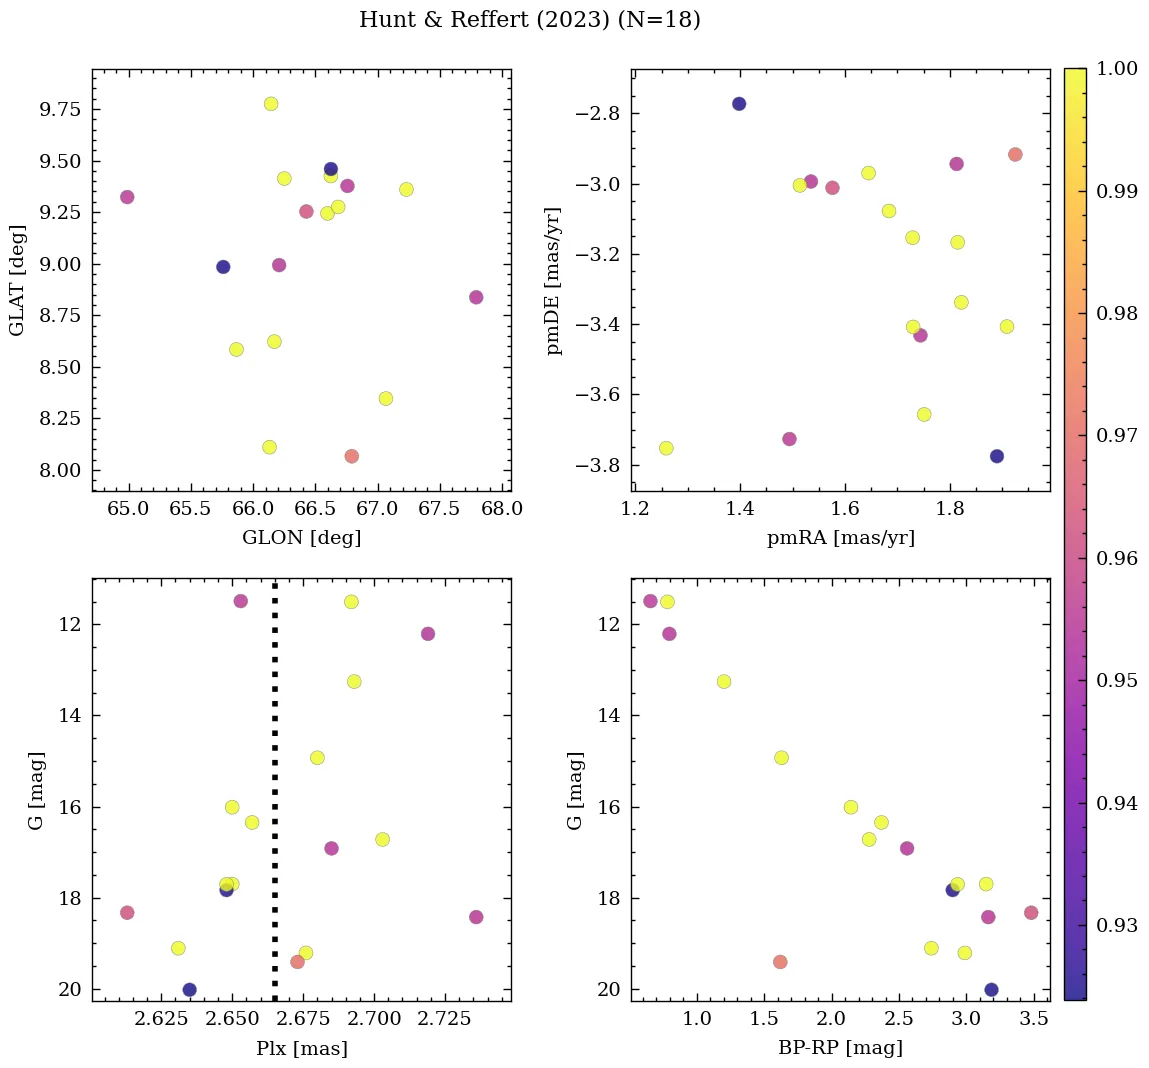 Hunt & Reffert (2023) (N=18)
9.75
9.50
9.25
9.00
8.75
8.50
8.25
8.00
GLAT [deg]
65.0 65.5 66.0 66.5 67.0 67.5 68.0
GLON [deg]
−2.8
−3.0
−3.2
−3.4
−3.6
−3.8
pmDE [mas/yr]
1.2 1.4 1.6 1.8
pmRA [mas/yr]
12
14
16
18
20
G [mag]
2.625 2.650 2.675 2.700 2.725
Plx [mas]
12
14
16
18
20
G [mag]
1.0 1.5 2.0 2.5 3.0 3.5
BP-RP [mag]
1.00
0.99
0.98
0.97
0.96
0.95
0.94
0.93